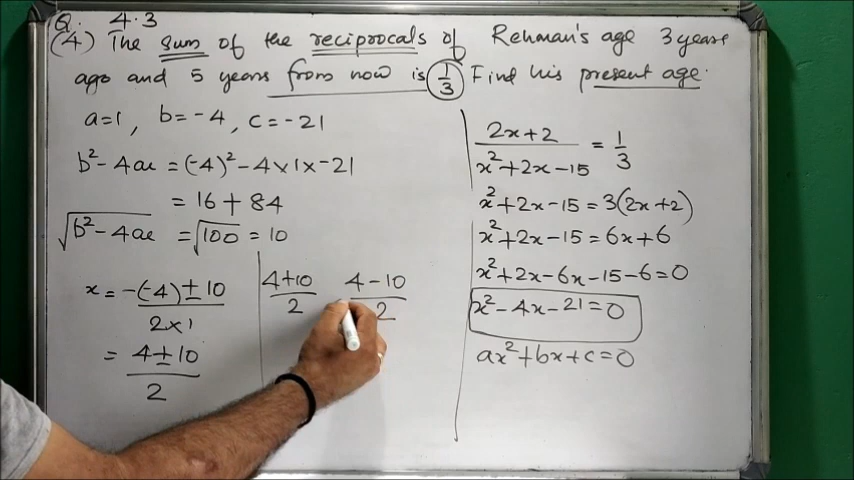 Q. 4.3
(4) The sum of the reciprocals of Rehman's age 3 years
ago and 5 years from now is 1/3 Find his present age.
a=1, b=-4, c=-21
b²-4ac = (-4)²-4x1x-21
= 16+84
√b²-4ac = √100 = 10
x = -(-4)±10/2x1
= 4±10/2
4+10/2
4-10/2
2x+2/x²+2x-15 = 1/3
x²+2x-15=3(2x+2)
x²+2x-15=6x+6
x²+2x-6x-15-6=0
x²-4x-21=0
ax²+bx+c=0